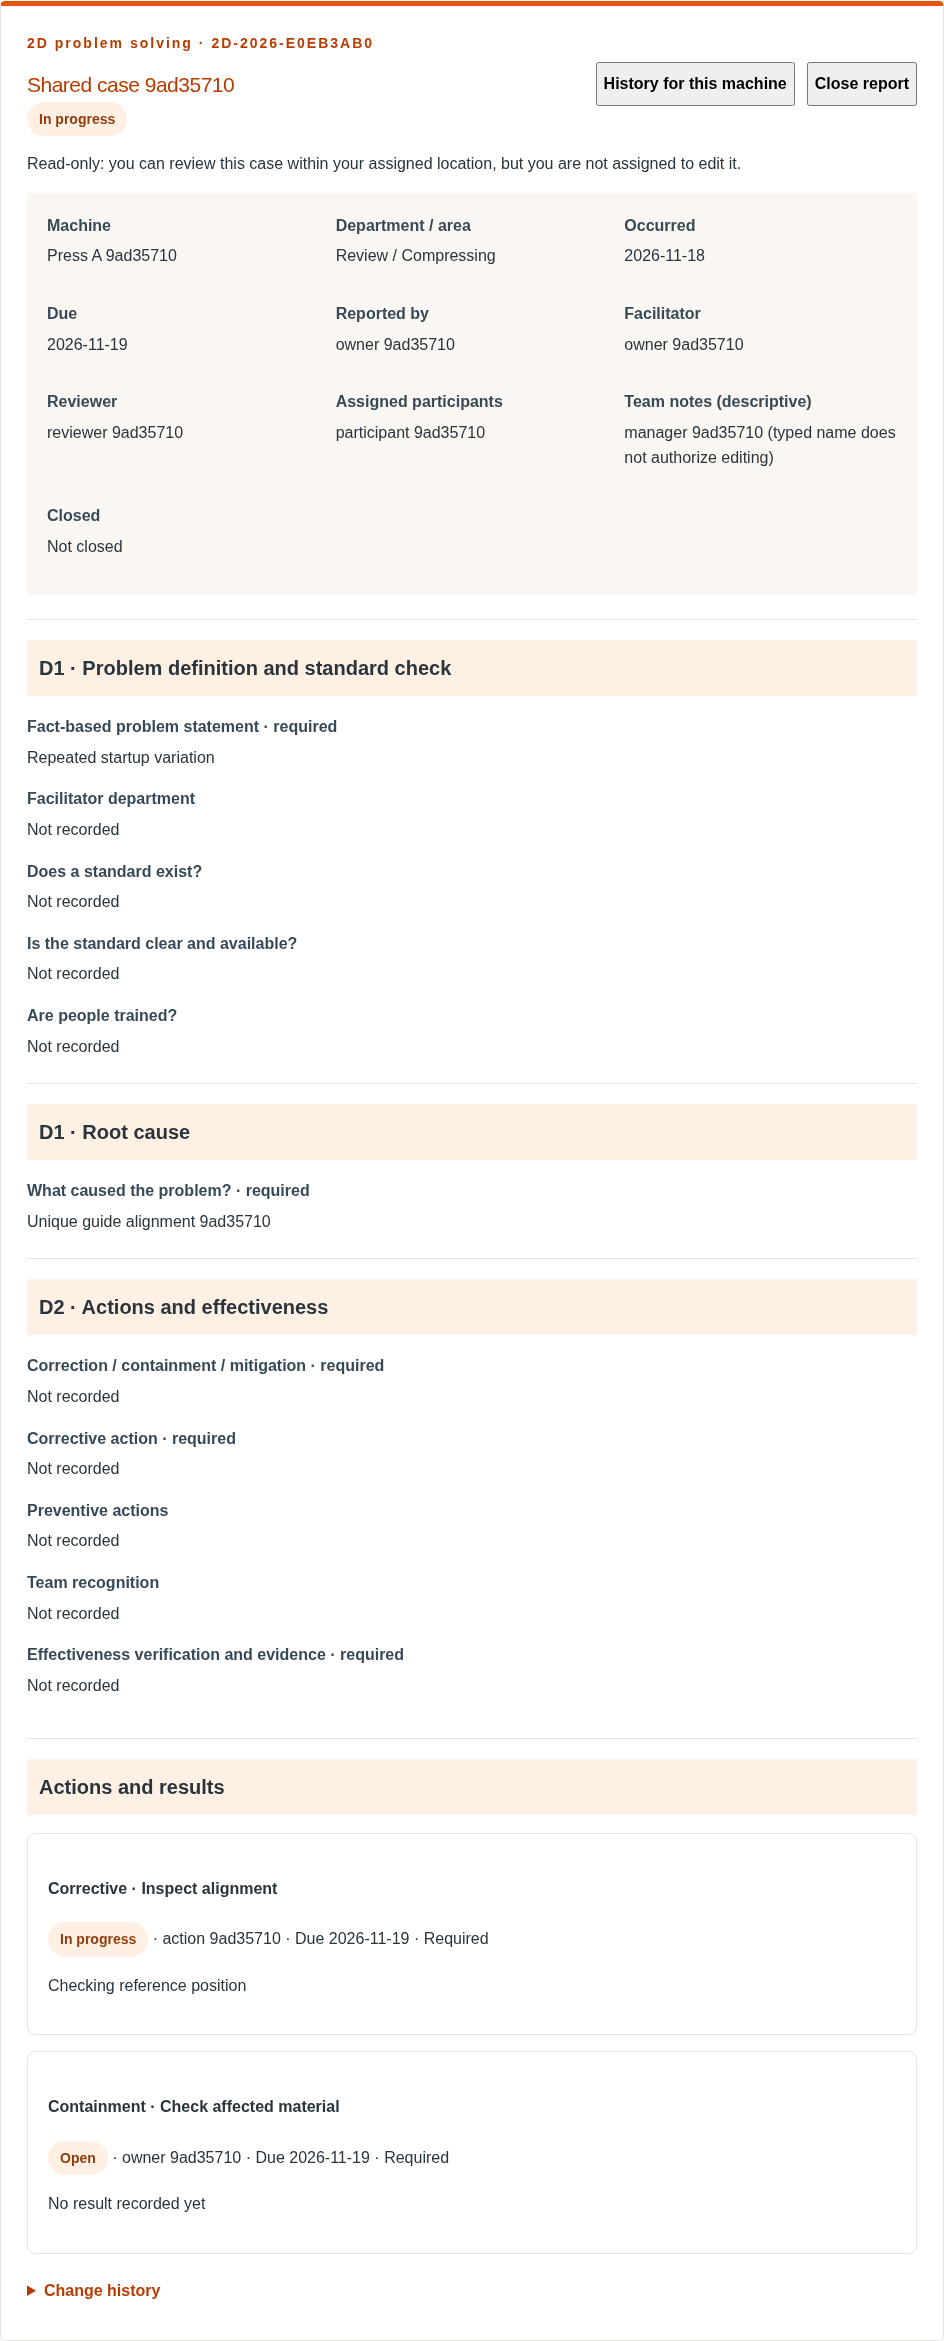 2D problem solving · 2D-2026-E0EB3AB0
Shared case 9ad35710
History for this machine
Close report
In progress
Read-only: you can review this case within your assigned location, but you are not assigned to edit it.
Machine
Press A 9ad35710
Department / area
Review / Compressing
Occurred
2026-11-18
Due
2026-11-19
Reported by
owner 9ad35710
Facilitator
owner 9ad35710
Reviewer
reviewer 9ad35710
Assigned participants
participant 9ad35710
Team notes (descriptive)
manager 9ad35710 (typed name does
not authorize editing)
Closed
Not closed
D1 · Problem definition and standard check
Fact-based problem statement · required
Repeated startup variation
Facilitator department
Not recorded
Does a standard exist?
Not recorded
Is the standard clear and available?
Not recorded
Are people trained?
Not recorded
D1 · Root cause
What caused the problem? · required
Unique guide alignment 9ad35710
D2 · Actions and effectiveness
Correction / containment / mitigation · required
Not recorded
Corrective action · required
Not recorded
Preventive actions
Not recorded
Team recognition
Not recorded
Effectiveness verification and evidence · required
Not recorded
Actions and results
Corrective · Inspect alignment
In progress · action 9ad35710 · Due 2026-11-19 · Required
Checking reference position
Containment · Check affected material
Open · owner 9ad35710 · Due 2026-11-19 · Required
No result recorded yet
Change history